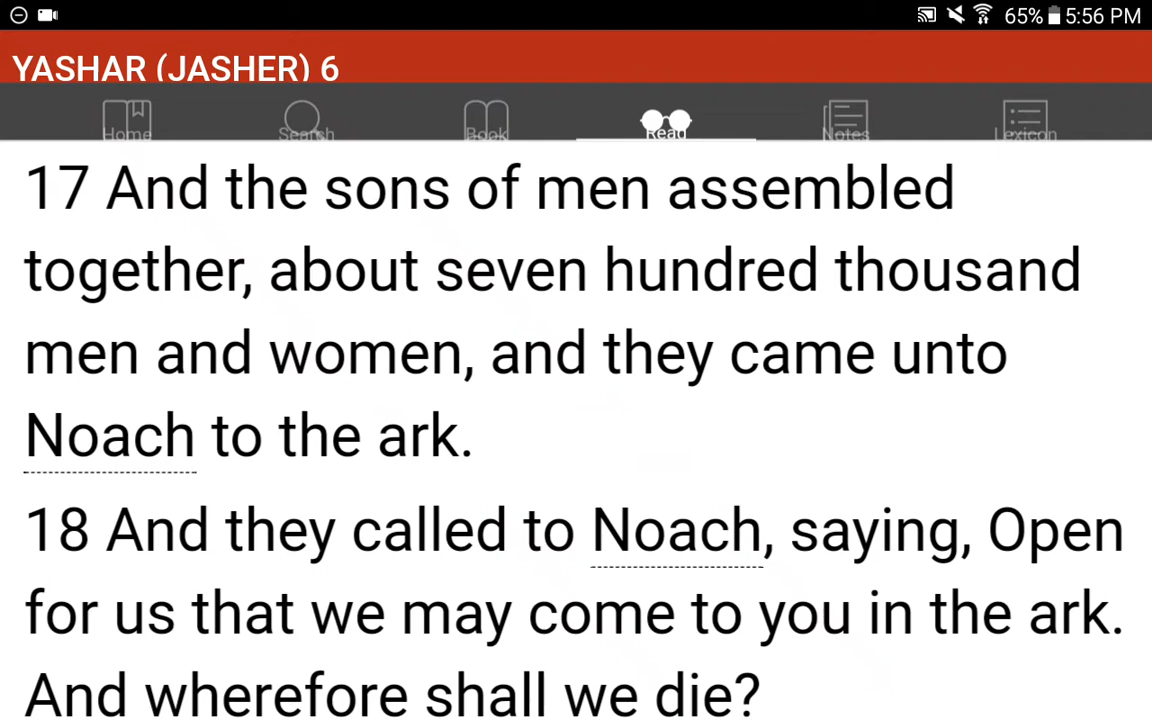 65% 5:56 PM
YASHAR (JASHER) 6
Home Search Book Read Notes Lexicon
17 And the sons of men assembled
together, about seven hundred thousand
men and women, and they came unto
Noach to the ark.
18 And they called to Noach, saying, Open
for us that we may come to you in the ark.
And wherefore shall we die?